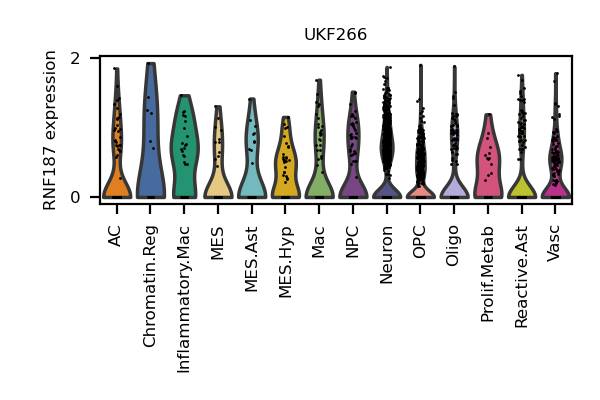 UKF266
RNF187 expression
2
0
AC
Chromatin.Reg
Inflammatory.Mac
MES
MES.Ast
MES.Hyp
Mac
NPC
Neuron
OPC
Oligo
Prolif.Metab
Reactive.Ast
Vasc